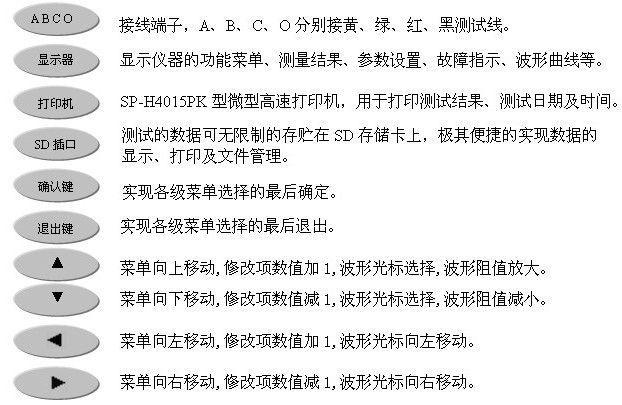 ABCO 接线端子，A、B、C、O分别接黄、绿、红、黑测试线。
显示器 显示仪器的功能菜单、测量结果、参数设置、故障指示、波形曲线等。
打印机 SP-H4015PK型微型高速打印机，用于打印测试结果、测试日期及时间。
SD插口 测试的数据可无限制的存贮在SD存储卡上，极其便捷的实现数据的
显示、打印及文件管理。
确认键 实现各级菜单选择的最后确定。
退出键 实现各级菜单选择的最后退出。
▲ 菜单向上移动,修改项数值加1,波形光标选择,波形阻值放大。
▼ 菜单向下移动,修改项数值减1,波形光标选择,波形阻值减小。
◀ 菜单向左移动,修改项数值加1,波形光标向左移动。
▶ 菜单向右移动,修改项数值减1,波形光标向右移动。